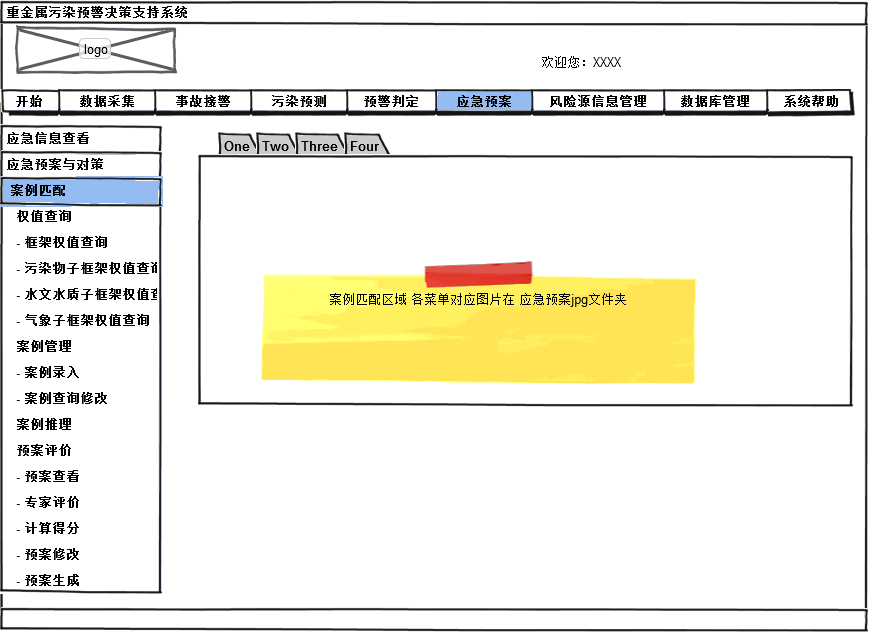 重金属污染预警决策支持系统
logo
欢迎您：XXXX
开始 数据采集 事故接警 污染预测 预警判定 应急预案 风险源信息管理 数据库管理 系统帮助
应急信息查看
应急预案与对策
案例匹配
权值查询
- 框架权值查询
- 污染物子框架权值查询
- 水文水质子框架权值查
- 气象子框架权值查询
案例管理
- 案例录入
- 案例查询修改
案例推理
预案评价
- 预案查看
- 专家评价
- 计算得分
- 预案修改
- 预案生成
One Two Three Four
案例匹配区域 各菜单对应图片在 应急预案jpg文件夹